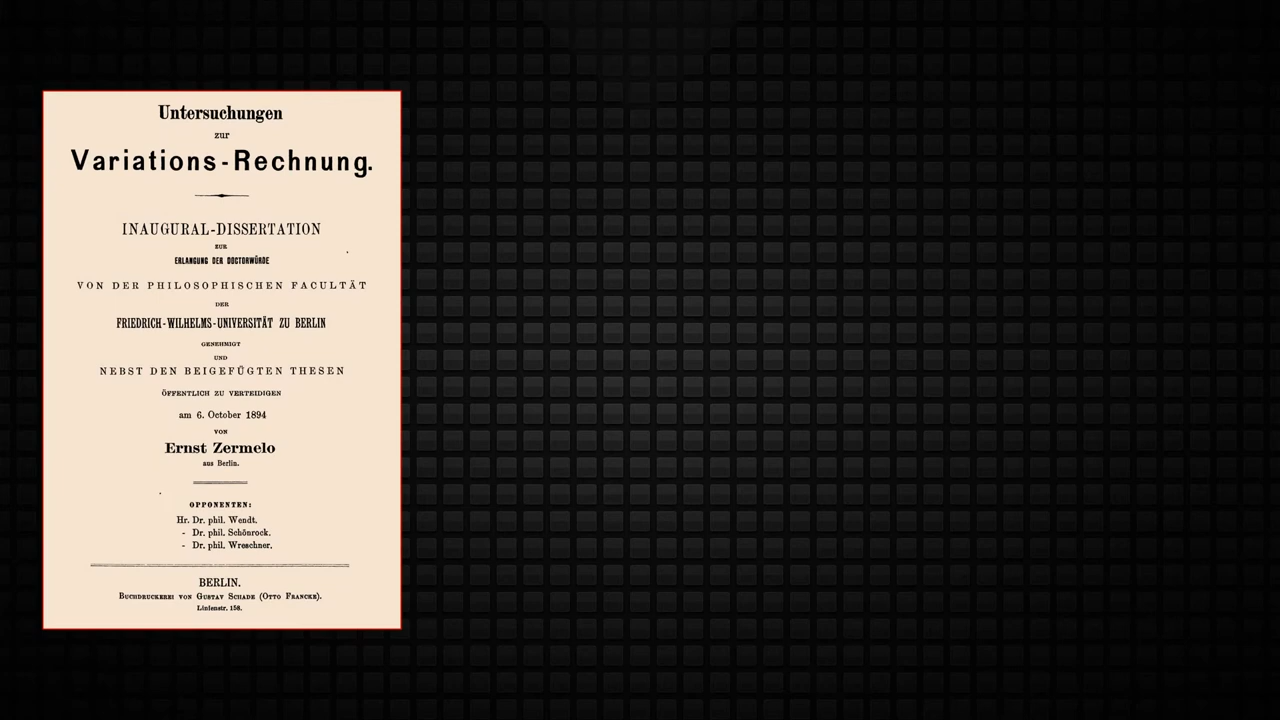 Untersuchungen
zur
Variations-Rechnung.
INAUGURAL-DISSERTATION
ZUR
ERLANGUNG DER DOCTORWÜRDE
VON DER PHILOSOPHISCHEN FACULTÄT
DER
FRIEDRICH-WILHELMS-UNIVERSITÄT ZU BERLIN
GENEHMIGT
UND
NEBST DEN BEIGEFÜGTEN THESEN
ÖFFENTLICH ZU VERTEIDIGEN
am 6. October 1894
VON
Ernst Zermelo
aus Berlin.
OPPONENTEN:
Hr. Dr. phil. Wendt.
- Dr. phil. Schönrock.
- Dr. phil. Wreschner.
BERLIN.
BUCHDRUCKEREI VON GUSTAV SCHADE (OTTO FRANCKE).
Linienstr. 158.